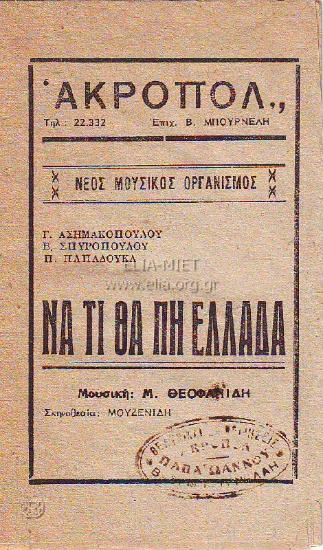 'ΑΚΡΟΠΟΛ.,,
Τηλ.: 22.332 Επιχ. Β. ΜΠΟΥΡΝΕΛΗ
ΝΕΟΣ ΜΟΥΣΙΚΟΣ ΟΡΓΑΝΙΣΜΟΣ
Γ. ΑΣΗΜΑΚΟΠΟΥΛΟΥ
Β. ΣΠΥΡΟΠΟΥΛΟΥ
Π. ΠΑΠΑΔΟΥΚΑ
ELIA-MIET
www.elia.org.gr
ΝΑ ΤΙ ΘΑ ΠΗ ΕΛΛΑΔΑ
Μουσική: Μ. ΘΕΟΦΑΝΙΔΗ
Σκηνοθεσία: ΜΟΥΖΕΝΙΔΗ
ΠΑΠΑΪΩΑΝΝΟΥ